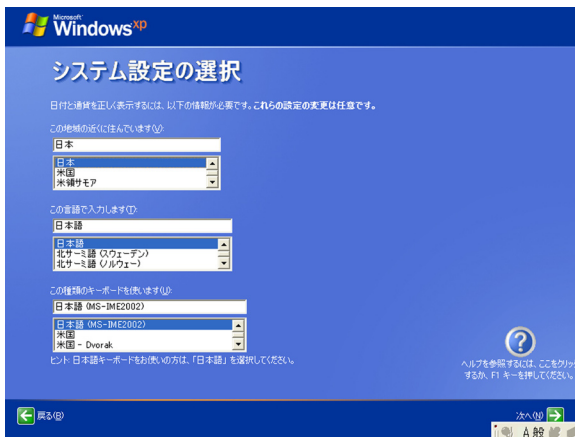 Microsoft
Windows xp
システム設定の選択
日付と通貨を正しく表示するには、以下の情報が必要です。これらの設定の変更は任意です。
この地域の近くに住んでいます(V):
日本
日本
米国
米領サモア
この言語で入力します(T):
日本語
日本語
北サーミ語 (スウェーデン)
北サーミ語 (ノルウェー)
この種類のキーボードを使います(U):
日本語 (MS-IME2002)
日本語 (MS-IME2002)
米国
米国 - Dvorak
ヒント: 日本語キーボードをお使いの方は、「日本語」を選択してください。
ヘルプを参照するには、ここをクリッ
するか、F1 キーを押してください。
戻る(B)
次へ(N)
A 般